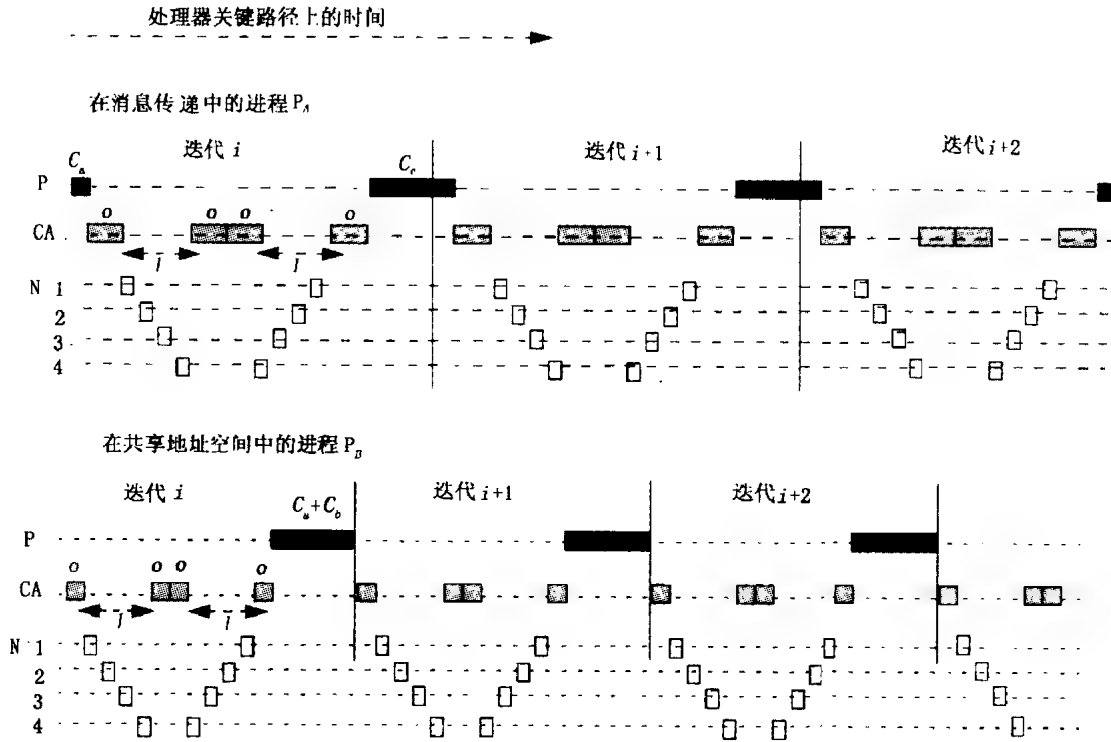 处理器关键路径上的时间
在消息传递中的进程 P_A
迭代 i
迭代 i+1
迭代 i+2
C_a
C_c
P
o o o o
CA
l l
N 1
2
3
4
在共享地址空间中的进程 P_B
迭代 i
迭代 i+1
迭代 i+2
C_a+C_b
P
o o o o
CA
l l
N 1
2
3
4